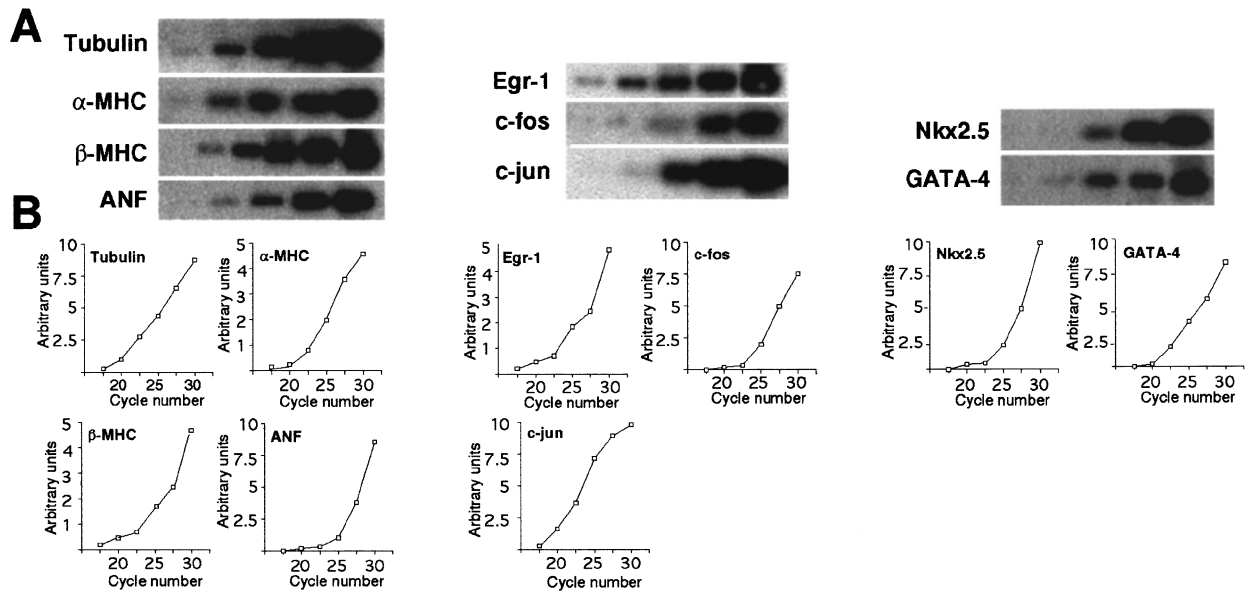 A
Tubulin
α-MHC
β-MHC
ANF
Egr-1
c-fos
c-jun
Nkx2.5
GATA-4
B
Tubulin
Arbitrary units
10
7.5
5
2.5
20 25 30
Cycle number
α-MHC
Arbitrary units
5
4
3
2
1
20 25 30
Cycle number
Egr-1
Arbitrary units
5
4
3
2
1
20 25 30
Cycle number
c-fos
Arbitrary units
10
7.5
5
2.5
20 25 30
Cycle number
Nkx2.5
Arbitrary units
10
7.5
5
2.5
20 25 30
Cycle number
GATA-4
Arbitrary units
10
7.5
5
2.5
20 25 30
Cycle number
β-MHC
Arbitrary units
5
4
3
2
1
20 25 30
Cycle number
ANF
Arbitrary units
10
7.5
5
2.5
20 25 30
Cycle number
c-jun
Arbitrary units
10
7.5
5
2.5
20 25 30
Cycle number